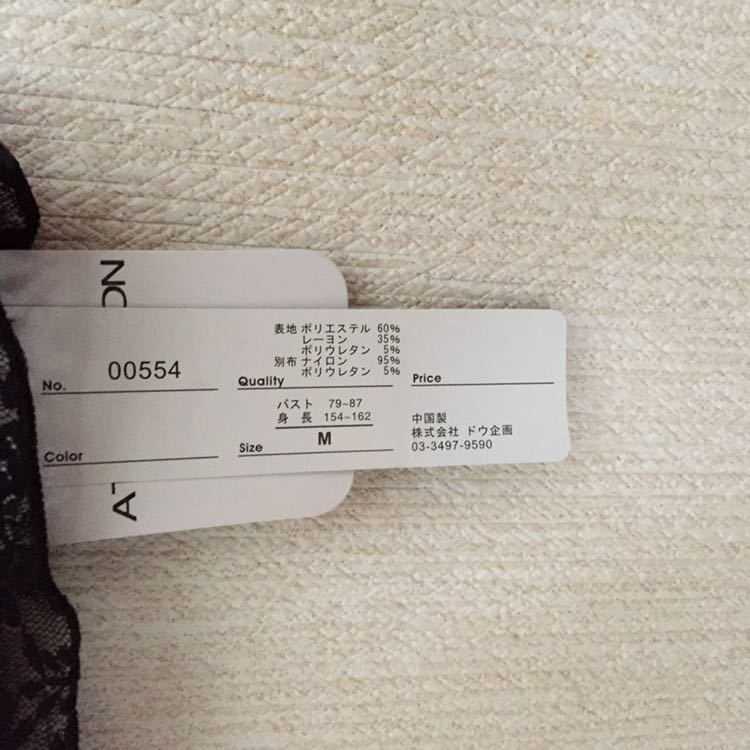 ON
A-
No. 00554
表地 ポリエステル 60%
レーヨン 35%
ポリウレタン 5%
別布 ナイロン 95%
ポリウレタン 5%
Quality
Price
Color
バスト 79~87
身 長 154~162
Size M
中国製
株式会社 ドウ企画
03-3497-9590